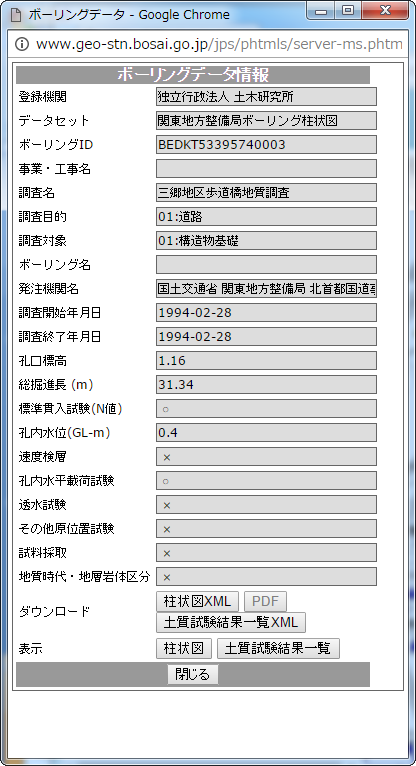 ボーリングデータ - Google Chrome
www.geo-stn.bosai.go.jp/jps/phtmls/server-ms.phtm
ボーリングデータ情報
登録機関 独立行政法人 土木研究所
データセット 関東地方整備局ボーリング柱状図
ボーリングID BEDKT53395740003
事業・工事名
調査名 三郷地区歩道橋地質調査
調査目的 01:道路
調査対象 01:構造物基礎
ボーリング名
発注機関名 国土交通省 関東地方整備局 北首都国道
調査開始年月日 1994-02-28
調査終了年月日 1994-02-28
孔口標高 1.16
総掘進長 (m) 31.34
標準貫入試験(N値) ○
孔内水位(GL-m) 0.4
速度検層 ×
孔内水平載荷試験 ○
透水試験 ×
その他原位置試験 ×
試料採取 ×
地質時代・地層岩体区分 ×
ダウンロード 柱状図XML PDF
土質試験結果一覧XML
表示 柱状図 土質試験結果一覧
閉じる